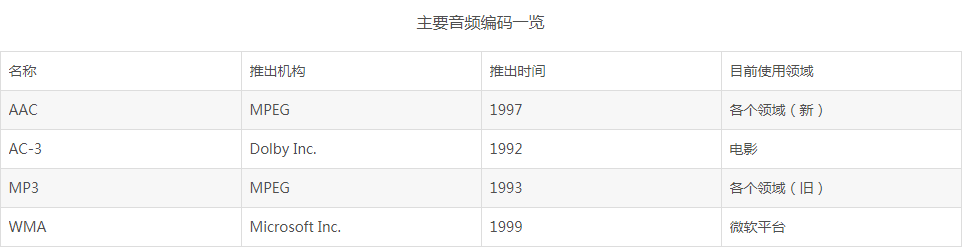 主要音频编码一览
名称 推出机构 推出时间 目前使用领域
AAC MPEG 1997 各个领域（新）
AC-3 Dolby Inc. 1992 电影
MP3 MPEG 1993 各个领域（旧）
WMA Microsoft Inc. 1999 微软平台